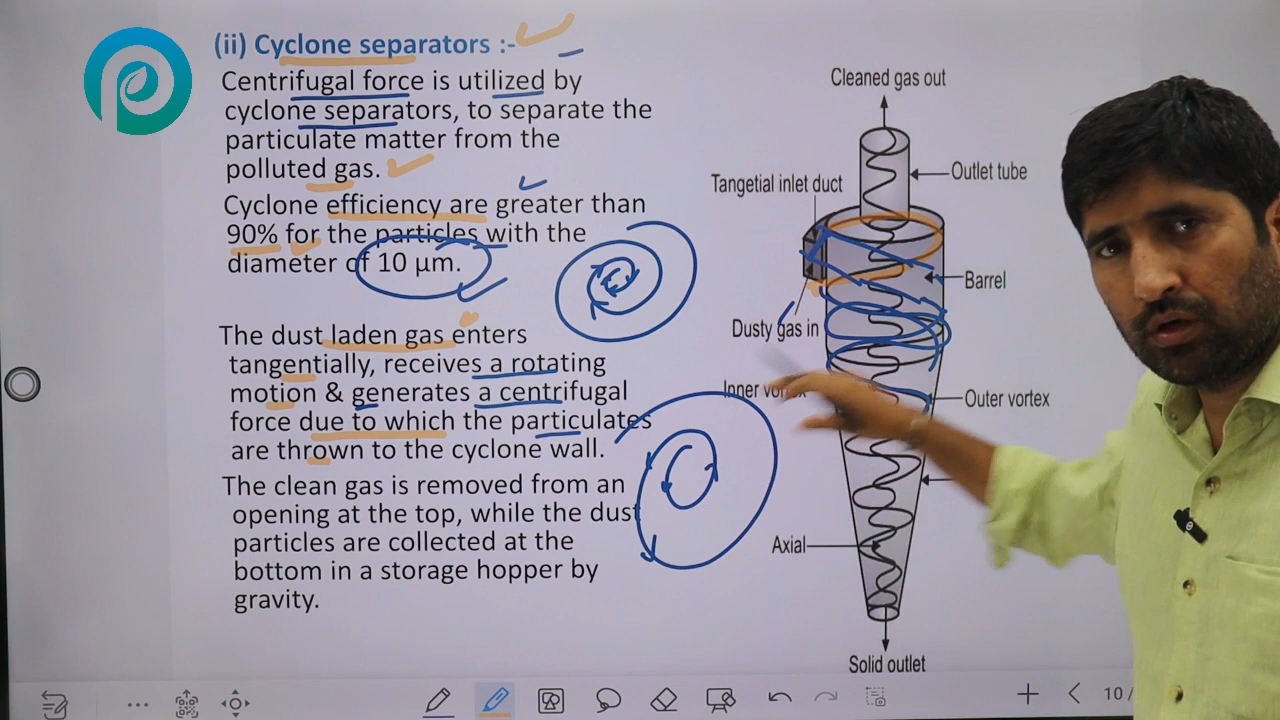 (ii) Cyclone separators :-
Centrifugal force is utilized by
cyclone separators, to separate the
particulate matter from the
polluted gas.
Cyclone efficiency are greater than
90% for the particles with the
diameter of 10 µm.
The dust laden gas enters
tangentially, receives a rotating
motion & generates a centrifugal
force due to which the particulates
are thrown to the cyclone wall.
The clean gas is removed from an
opening at the top, while the dust
particles are collected at the
bottom in a storage hopper by
gravity.
Cleaned gas out
Outlet tube
Tangetial inlet duct
Barrel
Dusty gas in
Inner vortex
Outer vortex
Axial
Solid outlet
10 /